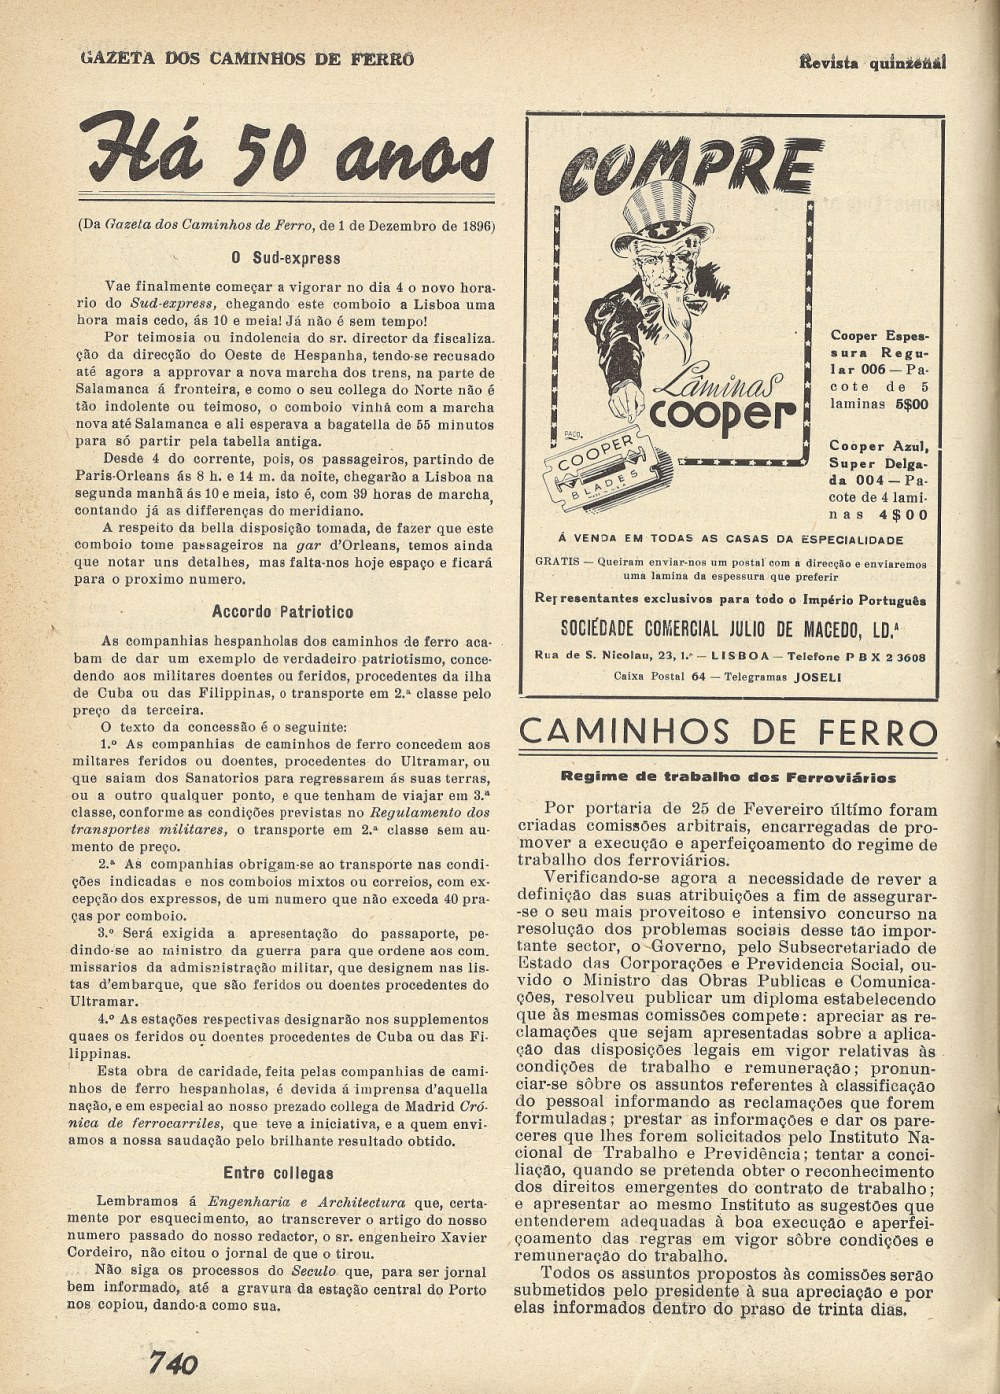 GAZETA DOS CAMINHOS DE FERRO
Revista quinzenal
Há 50 anos
(Da Gazeta dos Caminhos de Ferro, de 1 de Dezembro de 1896)
O Sud-express
Vae finalmente começar a vigorar no dia 4 o novo hora-
rio do Sud-express, chegando este comboio a Lisboa uma
hora mais cedo, ás 10 e meia! Já não é sem tempo!
Por teimosia ou indolencia do sr. director da fiscaliza.
ção da direcção do Oeste de Hespanha, tendo-se recusado
até agora a approvar a nova marcha dos trens, na parte de
Salamanca á fronteira, e como o seu collega do Norte não é
tão indolente ou teimoso, o comboio vinhá com a marcha
nova até Salamanca e ali esperava a bagatella de 55 minutos
para só partir pela tabella antiga.
Desde 4 do corrente, pois, os passageiros, partindo de
Paris-Orleans ás 8 h. e 14 m. da noite, chegarão a Lisboa na
segunda manhã ás 10 e meia, isto é, com 39 horas de marcha,
contando já as differenças do meridiano.
A respeito da bella disposição tomada, de fazer que este
comboio tome passageiros na gar d'Orleans, temos ainda
que notar uns detalhes, mas falta-nos hoje espaço e ficará
para o proximo numero.
Accordo Patriotico
As companhias hespanholas dos caminhos de ferro aca-
bam de dar um exemplo de verdadeiro patriotismo, conce-
dendo aos militares doentes ou feridos, procedentes da ilha
de Cuba ou das Filippinas, o transporte em 2.ª classe pelo
preço da terceira.
O texto da concessão é o seguinte:
1.º As companhias de caminhos de ferro concedem aos
miltares feridos ou doentes, procedentes do Ultramar, ou
que saiam dos Sanatorios para regressarem ás suas terras,
ou a outro qualquer ponto, e que tenham de viajar em 3.ª
classe, conforme as condições previstas no Regulamento dos
transportes militares, o transporte em 2.ª classe sem au-
mento de preço.
2.ª As companhias obrigam-se ao transporte nas condi-
ções indicadas e nos comboios mixtos ou correios, com ex-
cepção dos expressos, de um numero que não exceda 40 pra-
ças por comboio.
3.º Será exigida a apresentação do passaporte, pe-
dindo-se ao ministro da guerra para que ordene aos com.
missarios da admisnistração militar, que designem nas lis-
tas d'embarque, que são feridos ou doentes procedentes do
Ultramar.
4.º As estações respectivas designarão nos supplementos
quaes os feridos ou doentes procedentes de Cuba ou das Fi-
lippinas.
Esta obra de caridade, feita pelas companhias de cami-
nhos de ferro hespanholas, é devida á imprensa d'aquella
nação, e em especial ao nosso prezado collega de Madrid Cró-
nica de ferrocarriles, que teve a iniciativa, e a quem envi-
amos a nossa saudação pelo brilhante resultado obtido.
Entre collegas
Lembramos á Engenharia e Architectura que, certa-
mente por esquecimento, ao transcrever o artigo do nosso
numero passado do nosso redactor, o sr. engenheiro Xavier
Cordeiro, não citou o jornal de que o tirou.
Não siga os processos do Seculo que, para ser jornal
bem informado, até a gravura da estação central do Porto
nos copiou, dando-a como sua.
740
COMPRE
Lâminas
cooper
PACO.
COOPER
BLADES
MADE IN U.S.A.
Cooper Espes-
sura Regu-
lar 006 — Pa-
cote de 5
laminas 5$00
Cooper Azul,
Super Delga-
da 004 — Pa-
cote de 4 lami-
nas 4$00
Á VENDA EM TODAS AS CASAS DA ESPECIALIDADE
GRATIS — Queiram enviar-nos um postal com a direcção e enviaremos
uma lamina da espessura que preferir
Representantes exclusivos para todo o Império Português
SOCIEDADE COMERCIAL JULIO DE MACEDO, LD.ª
Rua de S. Nicolau, 23, 1.º — LISBOA — Telefone P B X 2 3608
Caixa Postal 64 — Telegramas JOSELI
CAMINHOS DE FERRO
Regime de trabalho dos Ferroviários
Por portaria de 25 de Fevereiro último foram
criadas comissões arbitrais, encarregadas de pro-
mover a execução e aperfeiçoamento do regime de
trabalho dos ferroviários.
Verificando-se agora a necessidade de rever a
definição das suas atribuições a fim de assegurar-
-se o seu mais proveitoso e intensivo concurso na
resolução dos problemas sociais desse tão impor-
tante sector, o Governo, pelo Subsecretariado de
Estado das Corporações e Previdencia Social, ou-
vido o Ministro das Obras Publicas e Comunica-
ções, resolveu publicar um diploma estabelecendo
que às mesmas comissões compete: apreciar as re-
clamações que sejam apresentadas sobre a aplica-
ção das disposições legais em vigor relativas às
condições de trabalho e remuneração; pronun-
ciar-se sôbre os assuntos referentes à classificação
do pessoal informando as reclamações que forem
formuladas; prestar as informações e dar os pare-
ceres que lhes forem solicitados pelo Instituto Na-
cional de Trabalho e Previdência; tentar a conci-
liação, quando se pretenda obter o reconhecimento
dos direitos emergentes do contrato de trabalho;
e apresentar ao mesmo Instituto as sugestões que
entenderem adequadas à boa execução e aperfei-
çoamento das regras em vigor sôbre condições e
remuneração do trabalho.
Todos os assuntos propostos às comissões serão
submetidos pelo presidente à sua apreciação e por
elas informados dentro do praso de trinta dias.